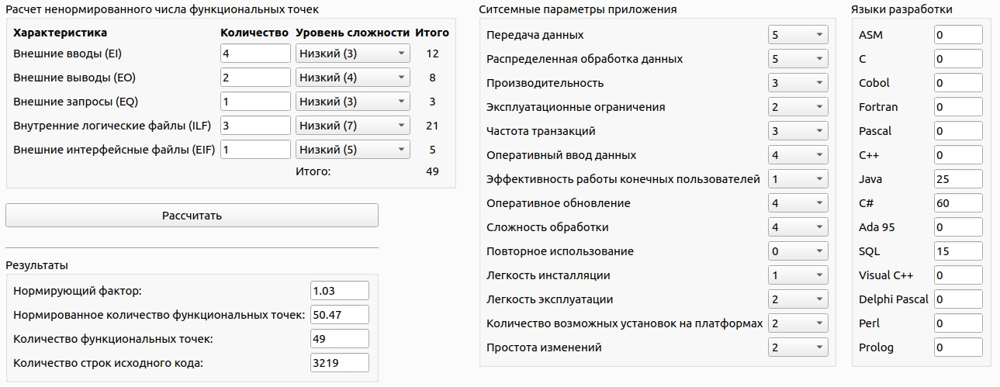 Расчет ненормированного числа функциональных точек
Характеристика Количество Уровень сложности Итого
Внешние вводы (EI) 4 Низкий (3) 12
Внешние выводы (EO) 2 Низкий (4) 8
Внешние запросы (EQ) 1 Низкий (3) 3
Внутренние логические файлы (ILF) 3 Низкий (7) 21
Внешние интерфейсные файлы (EIF) 1 Низкий (5) 5
Итого: 49
Рассчитать
Результаты
Нормирующий фактор: 1.03
Нормированное количество функциональных точек: 50.47
Количество функциональных точек: 49
Количество строк исходного кода: 3219
Ситсемные параметры приложения
Передача данных 5
Распределенная обработка данных 5
Производительность 3
Эксплуатационные ограничения 2
Частота транзакций 3
Оперативный ввод данных 4
Эффективность работы конечных пользователей 1
Оперативное обновление 4
Сложность обработки 4
Повторное использование 0
Легкость инсталляции 1
Легкость эксплуатации 2
Количество возможных установок на платформах 2
Простота изменений 2
Языки разработки
ASM 0
C 0
Cobol 0
Fortran 0
Pascal 0
C++ 0
Java 25
C# 60
Ada 95 0
SQL 15
Visual C++ 0
Delphi Pascal 0
Perl 0
Prolog 0